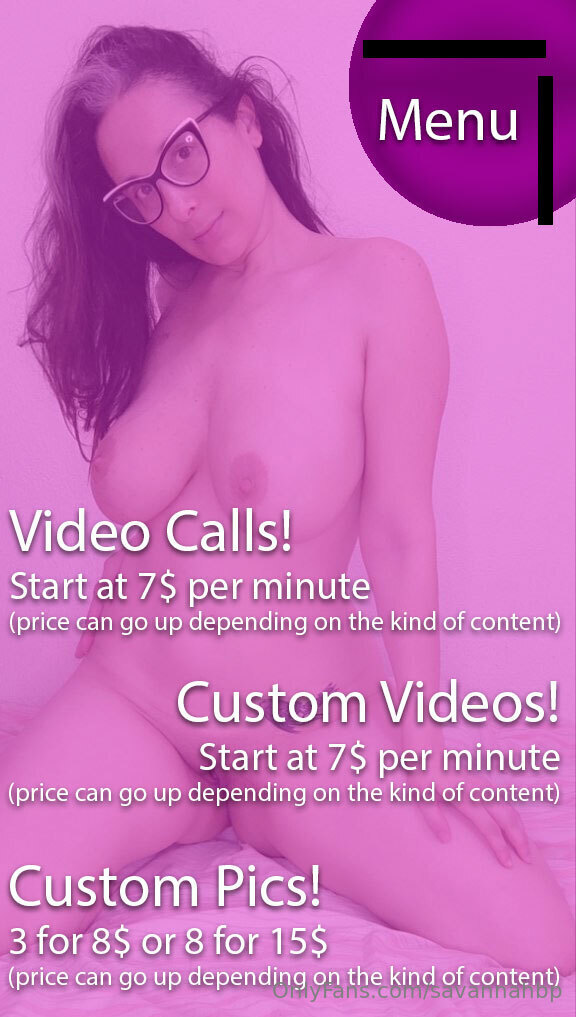 Menu
Video Calls!
Start at 7$ per minute
(price can go up depending on the kind of content)
Custom Videos!
Start at 7$ per minute
(price can go up depending on the kind of content)
Custom Pics!
3 for 8$ or 8 for 15$
(price can go up depending on the kind of content)
OnlyFans.com/savannahbp